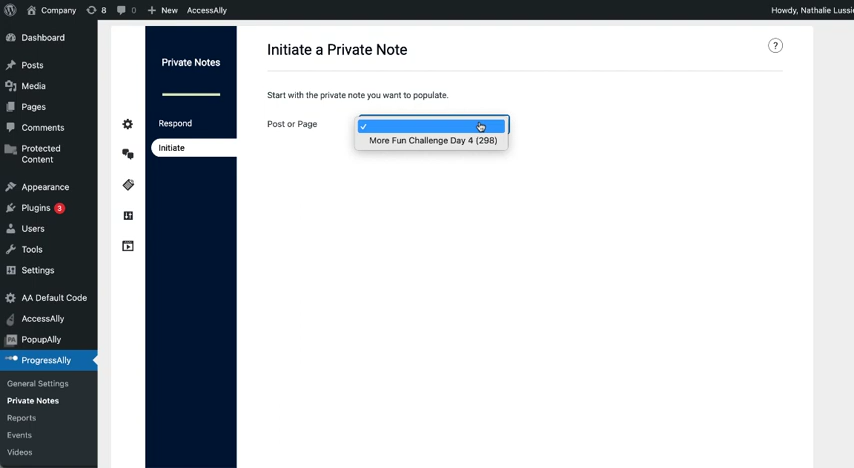 Company 8 0 New AccessAlly Howdy, Nathalie Lussie
Dashboard
Posts
Media
Pages
Comments
Protected
Content
Appearance
Plugins 3
Users
Tools
Settings
AA Default Code
AccessAlly
PA PopupAlly
ProgressAlly
General Settings
Private Notes
Reports
Events
Videos
Private Notes
Respond
Initiate
Initiate a Private Note
?
Start with the private note you want to populate.
Post or Page
More Fun Challenge Day 4 (298)